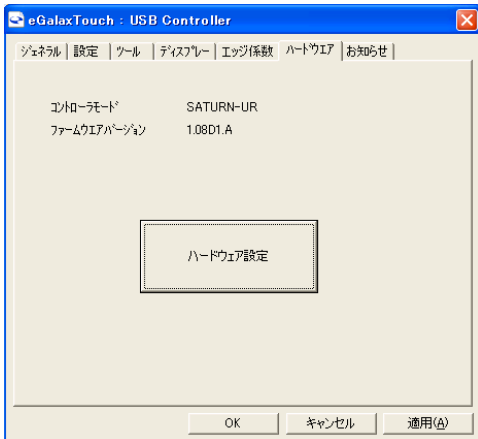 eGalaxTouch : USB Controller
ジェネラル 設定 ツール ディスプレー エッジ係数 ハードウエア お知らせ
コントローラモード SATURN-UR
ファームウエアバージョン 1.08D1.A
ハードウェア設定
OK キャンセル 適用(A)